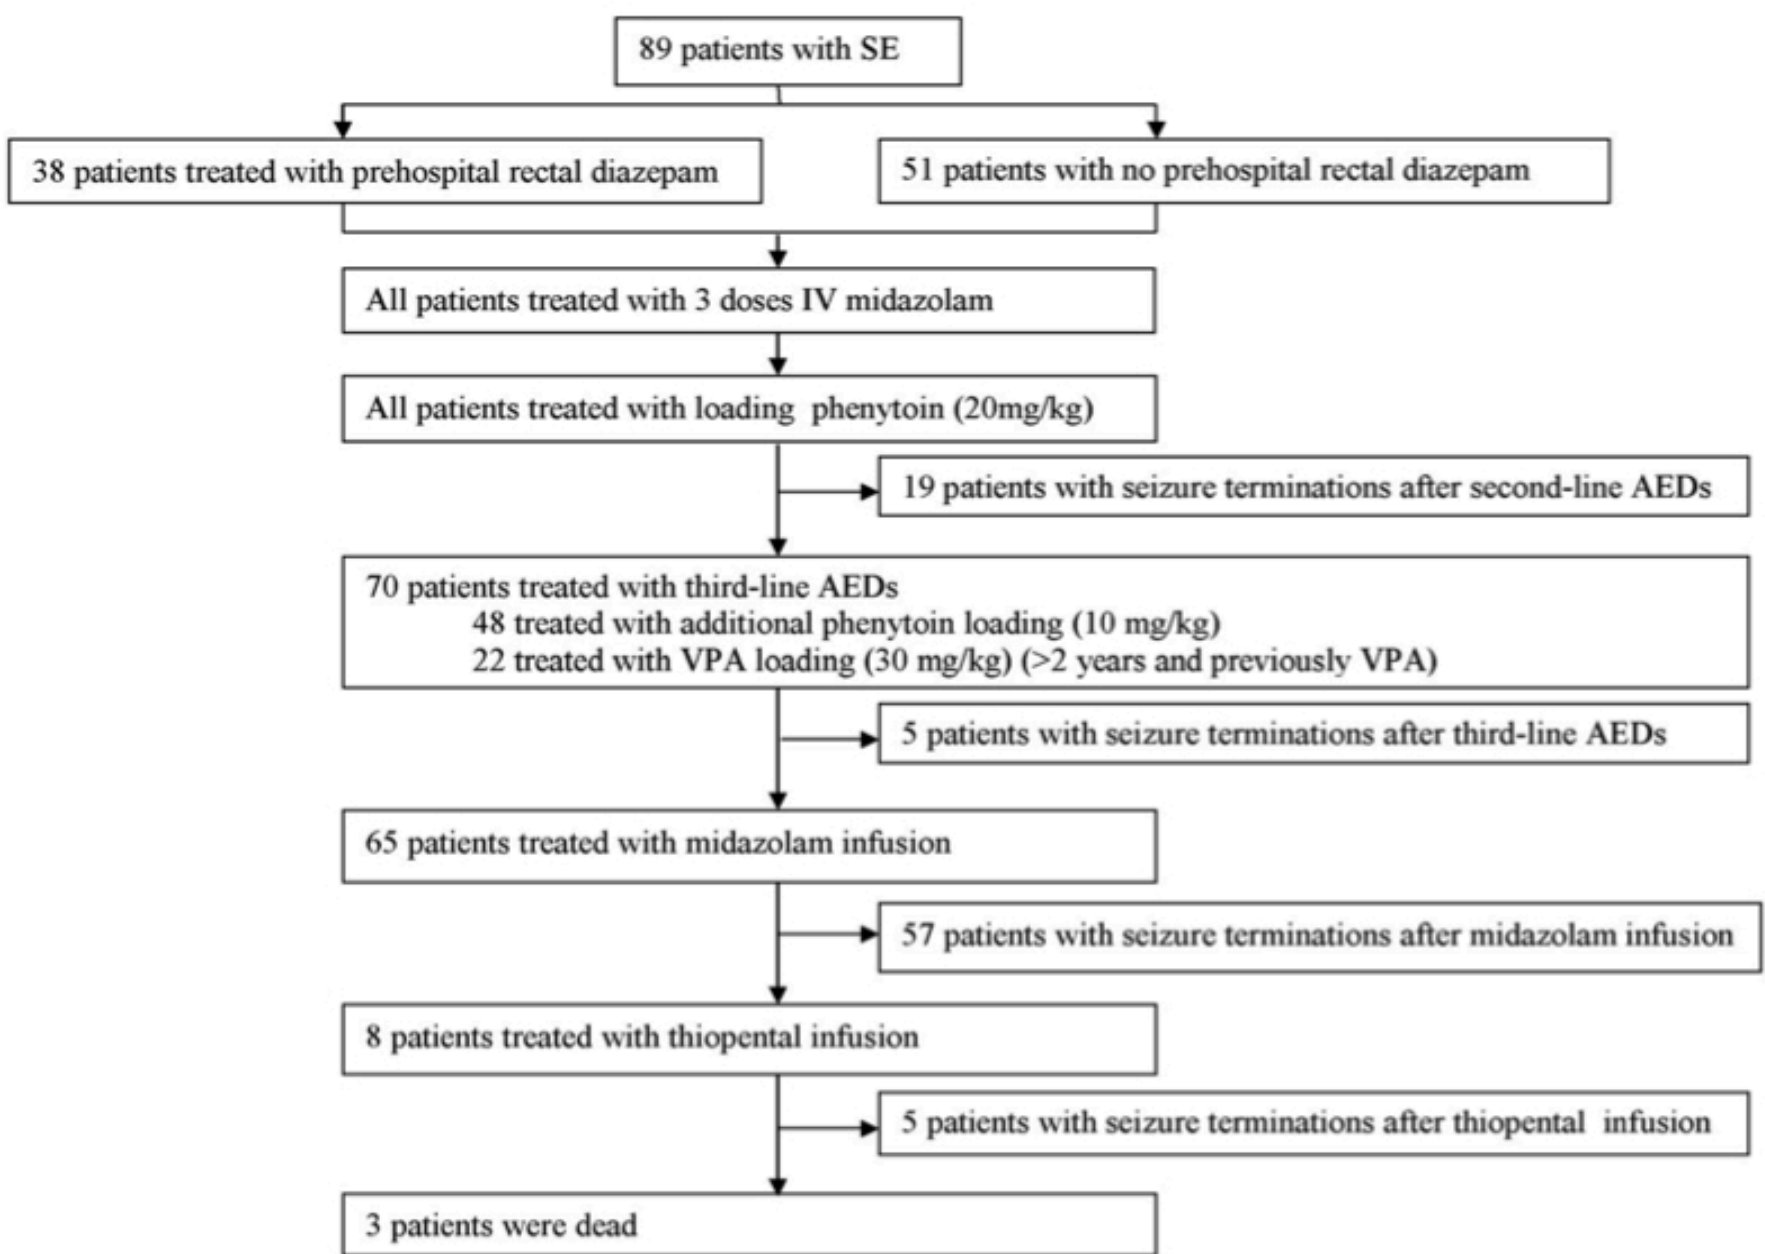 89 patients with SE
38 patients treated with prehospital rectal diazepam
51 patients with no prehospital rectal diazepam
All patients treated with 3 doses IV midazolam
All patients treated with loading phenytoin (20mg/kg)
19 patients with seizure terminations after second-line AEDs
70 patients treated with third-line AEDs
48 treated with additional phenytoin loading (10 mg/kg)
22 treated with VPA loading (30 mg/kg) (>2 years and previously VPA)
5 patients with seizure terminations after third-line AEDs
65 patients treated with midazolam infusion
57 patients with seizure terminations after midazolam infusion
8 patients treated with thiopental infusion
5 patients with seizure terminations after thiopental infusion
3 patients were dead